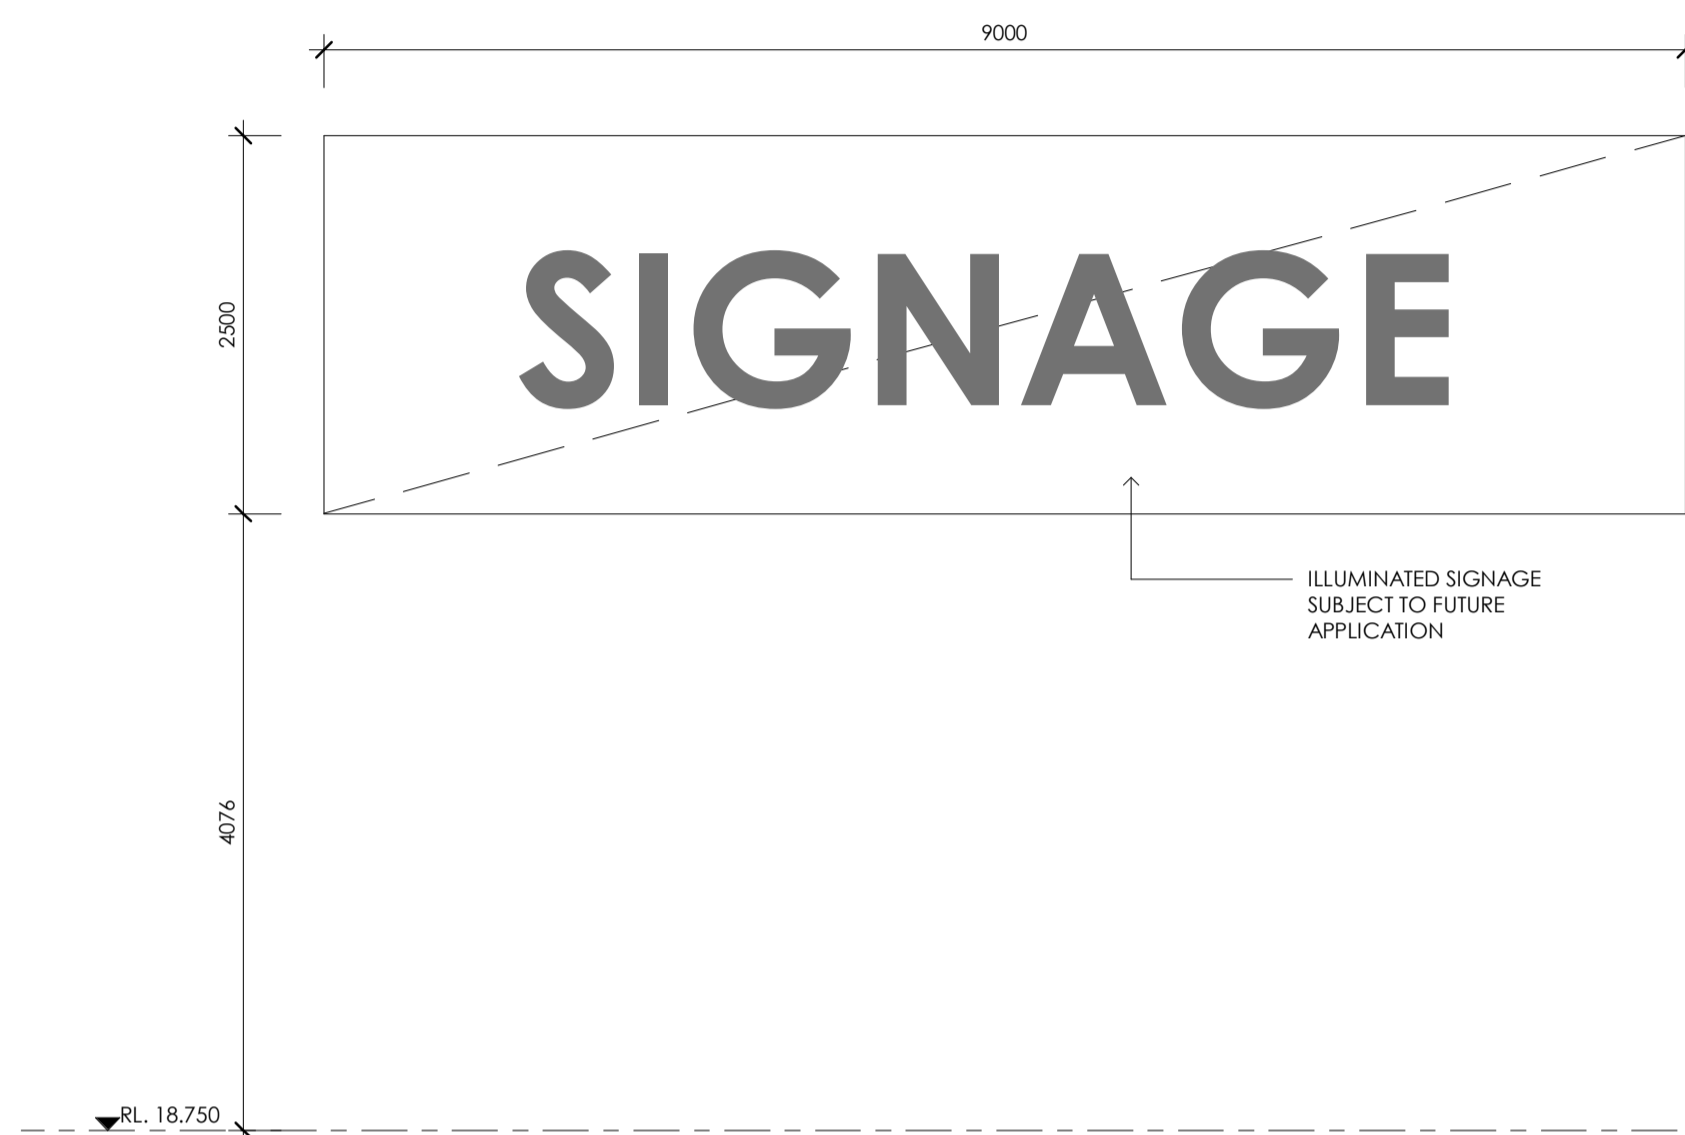 9000
2500
SIGNAGE
ILLUMINATED SIGNAGE
SUBJECT TO FUTURE
APPLICATION
4076
RL. 18.750